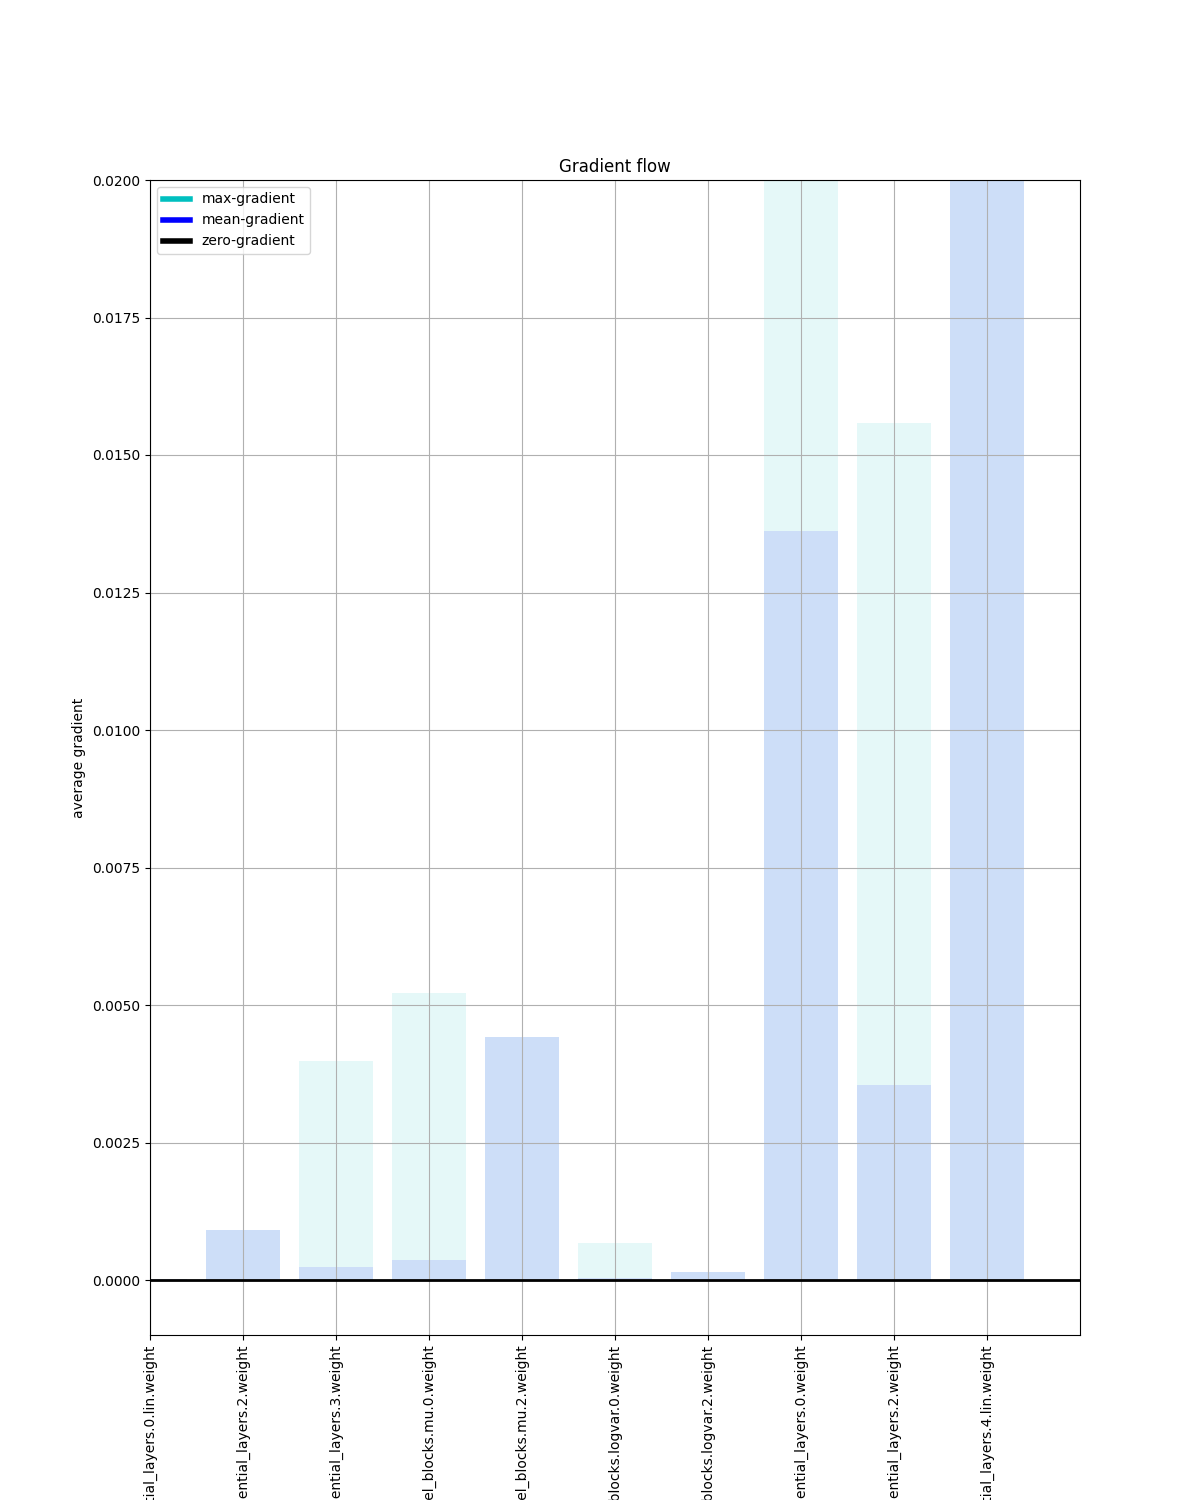 Gradient flow
max-gradient
mean-gradient
zero-gradient
0.0200
0.0175
0.0150
0.0125
0.0100
0.0075
0.0050
0.0025
0.0000
average gradient
tial_layers.0.lin.weight
ential_layers.2.weight
ential_layers.3.weight
el_blocks.mu.0.weight
el_blocks.mu.2.weight
blocks.logvar.0.weight
blocks.logvar.2.weight
ential_layers.0.weight
ential_layers.2.weight
tial_layers.4.lin.weight